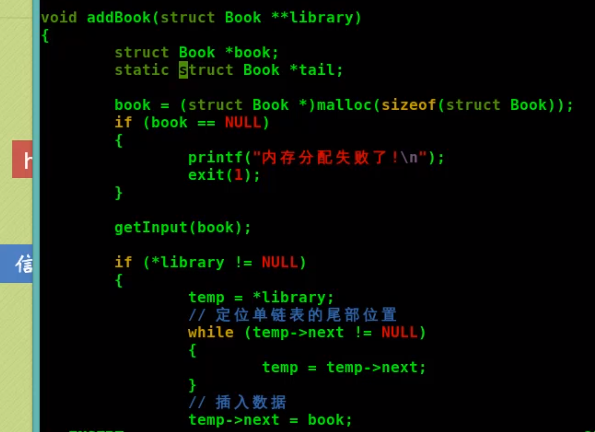 void addBook(struct Book **library)
{
struct Book *book;
static struct Book *tail;
book = (struct Book *)malloc(sizeof(struct Book));
if (book == NULL)
{
printf("内存分配失败了!\n");
exit(1);
}
getInput(book);
if (*library != NULL)
{
temp = *library;
// 定位单链表的尾部位置
while (temp->next != NULL)
{
temp = temp->next;
}
// 插入数据
temp->next = book;
信